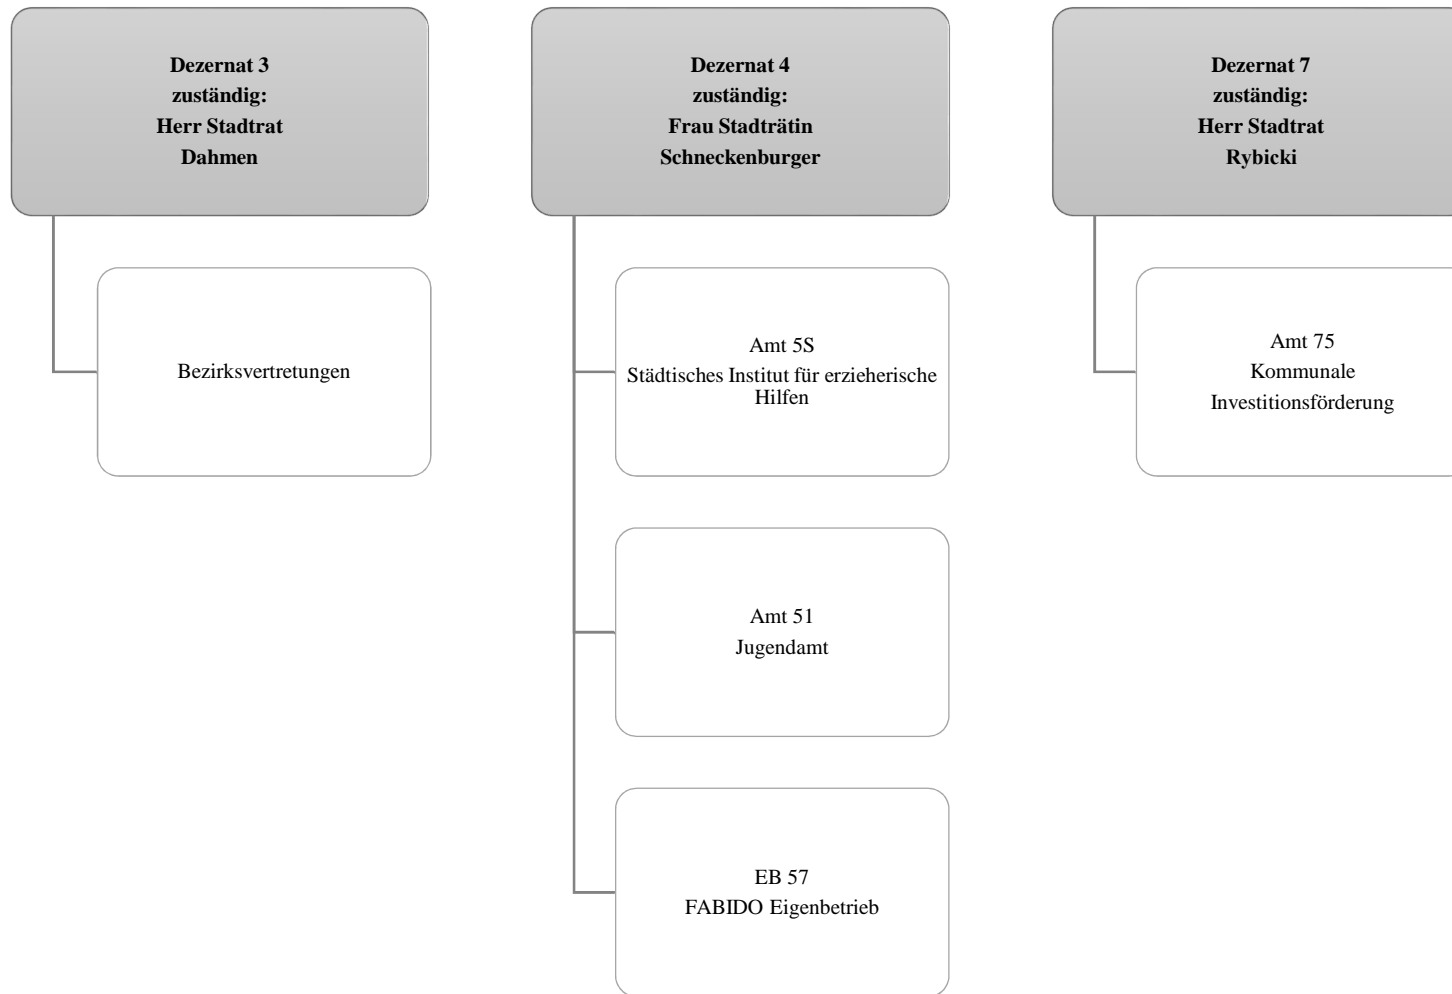 Dezernat 3
zuständig:
Herr Stadtrat
Dahmen
Bezirksvertretungen
Dezernat 4
zuständig:
Frau Stadträtin
Schneckenburger
Amt 5S
Städtisches Institut für erzieherische
Hilfen
Amt 51
Jugendamt
EB 57
FABIDO Eigenbetrieb
Dezernat 7
zuständig:
Herr Stadtrat
Rybicki
Amt 75
Kommunale
Investitionsförderung